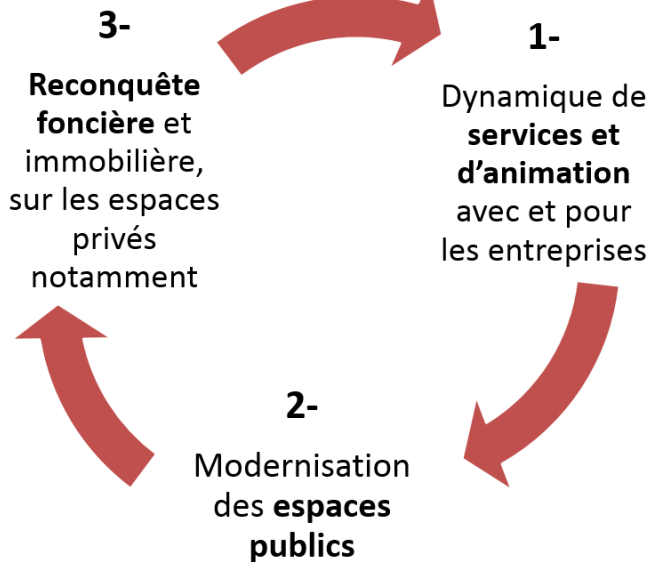 1-
Dynamique de
services et
d'animation
avec et pour
les entreprises
2-
Modernisation
des espaces
publics
3-
Reconquête
foncière et
immobilière,
sur les espaces
privés
notamment